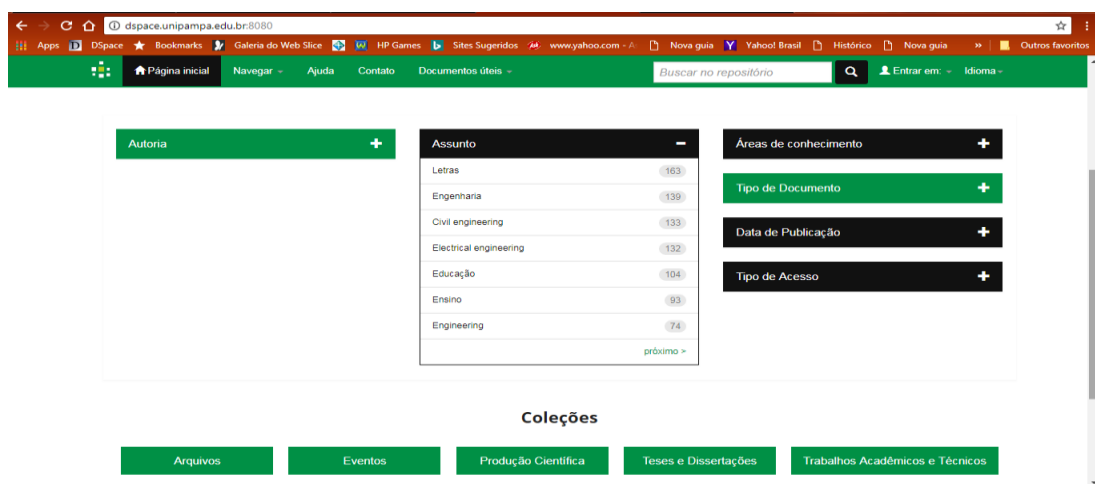 dspace.unipampa.edu.br:8080
Apps DSpace Bookmarks Galeria do Web Slice HP Games Sites Sugeridos www.yahoo.com - A Nova guia Yahoo! Brasil Histórico Nova guia » Outros favoritos
Página inicial Navegar Ajuda Contato Documentos úteis Buscar no repositório Entrar em: Idioma
Autoria +
Assunto −
Letras 163
Engenharia 139
Civil engineering 133
Electrical engineering 132
Educação 104
Ensino 93
Engineering 74
próximo >
Áreas de conhecimento +
Tipo de Documento +
Data de Publicação +
Tipo de Acesso +
Coleções
Arquivos Eventos Produção Científica Teses e Dissertações Trabalhos Acadêmicos e Técnicos